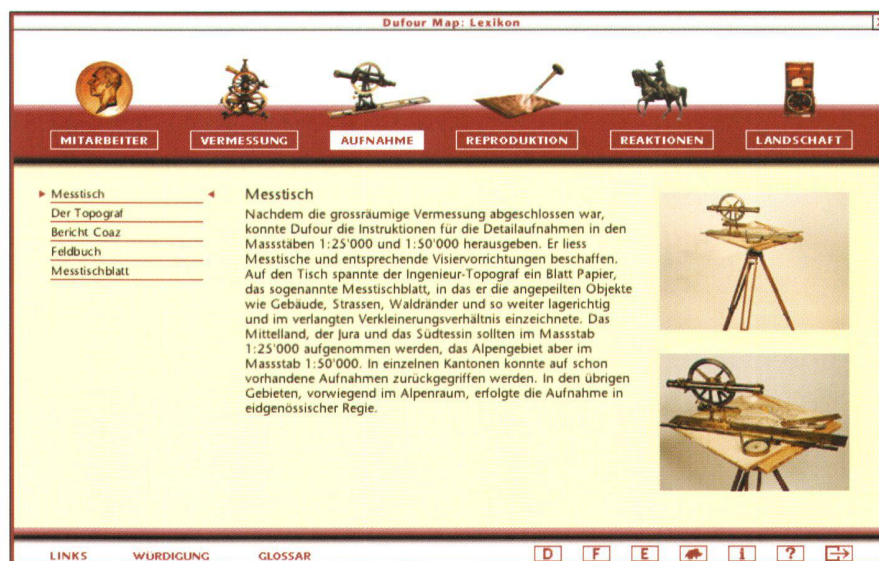 Dufour Map: Lexikon
MITARBEITER
VERMESSUNG
AUFNAHME
REPRODUKTION
REAKTIONEN
LANDSCHAFT
Messtisch
Der Topograf
Bericht Coaz
Feldbuch
Messtischblatt
Messtisch
Nachdem die grossräumige Vermessung abgeschlossen war,
konnte Dufour die Instruktionen für die Detailaufnahmen in den
Massstäben 1:25'000 und 1:50'000 herausgeben. Er liess
Messtische und entsprechende Visiervorrichtungen beschaffen.
Auf den Tisch spannte der Ingenieur-Topograf ein Blatt Papier,
das sogenannte Messtischblatt, in das er die angepeilten Objekte
wie Gebäude, Strassen, Waldränder und so weiter lagerichtig
und im verlangten Verkleinerungsverhältnis einzeichnete. Das
Mittelland, der Jura und das Südtessin sollten im Massstab
1:25'000 aufgenommen werden, das Alpengebiet aber im
Massstab 1:50'000. In einzelnen Kantonen konnte auf schon
vorhandene Aufnahmen zurückgegriffen werden. In den übrigen
Gebieten, vorwiegend im Alpenraum, erfolgte die Aufnahme in
eidgenössischer Regie.
LINKS
WÜRDIGUNG
GLOSSAR
D
F
E
i
?